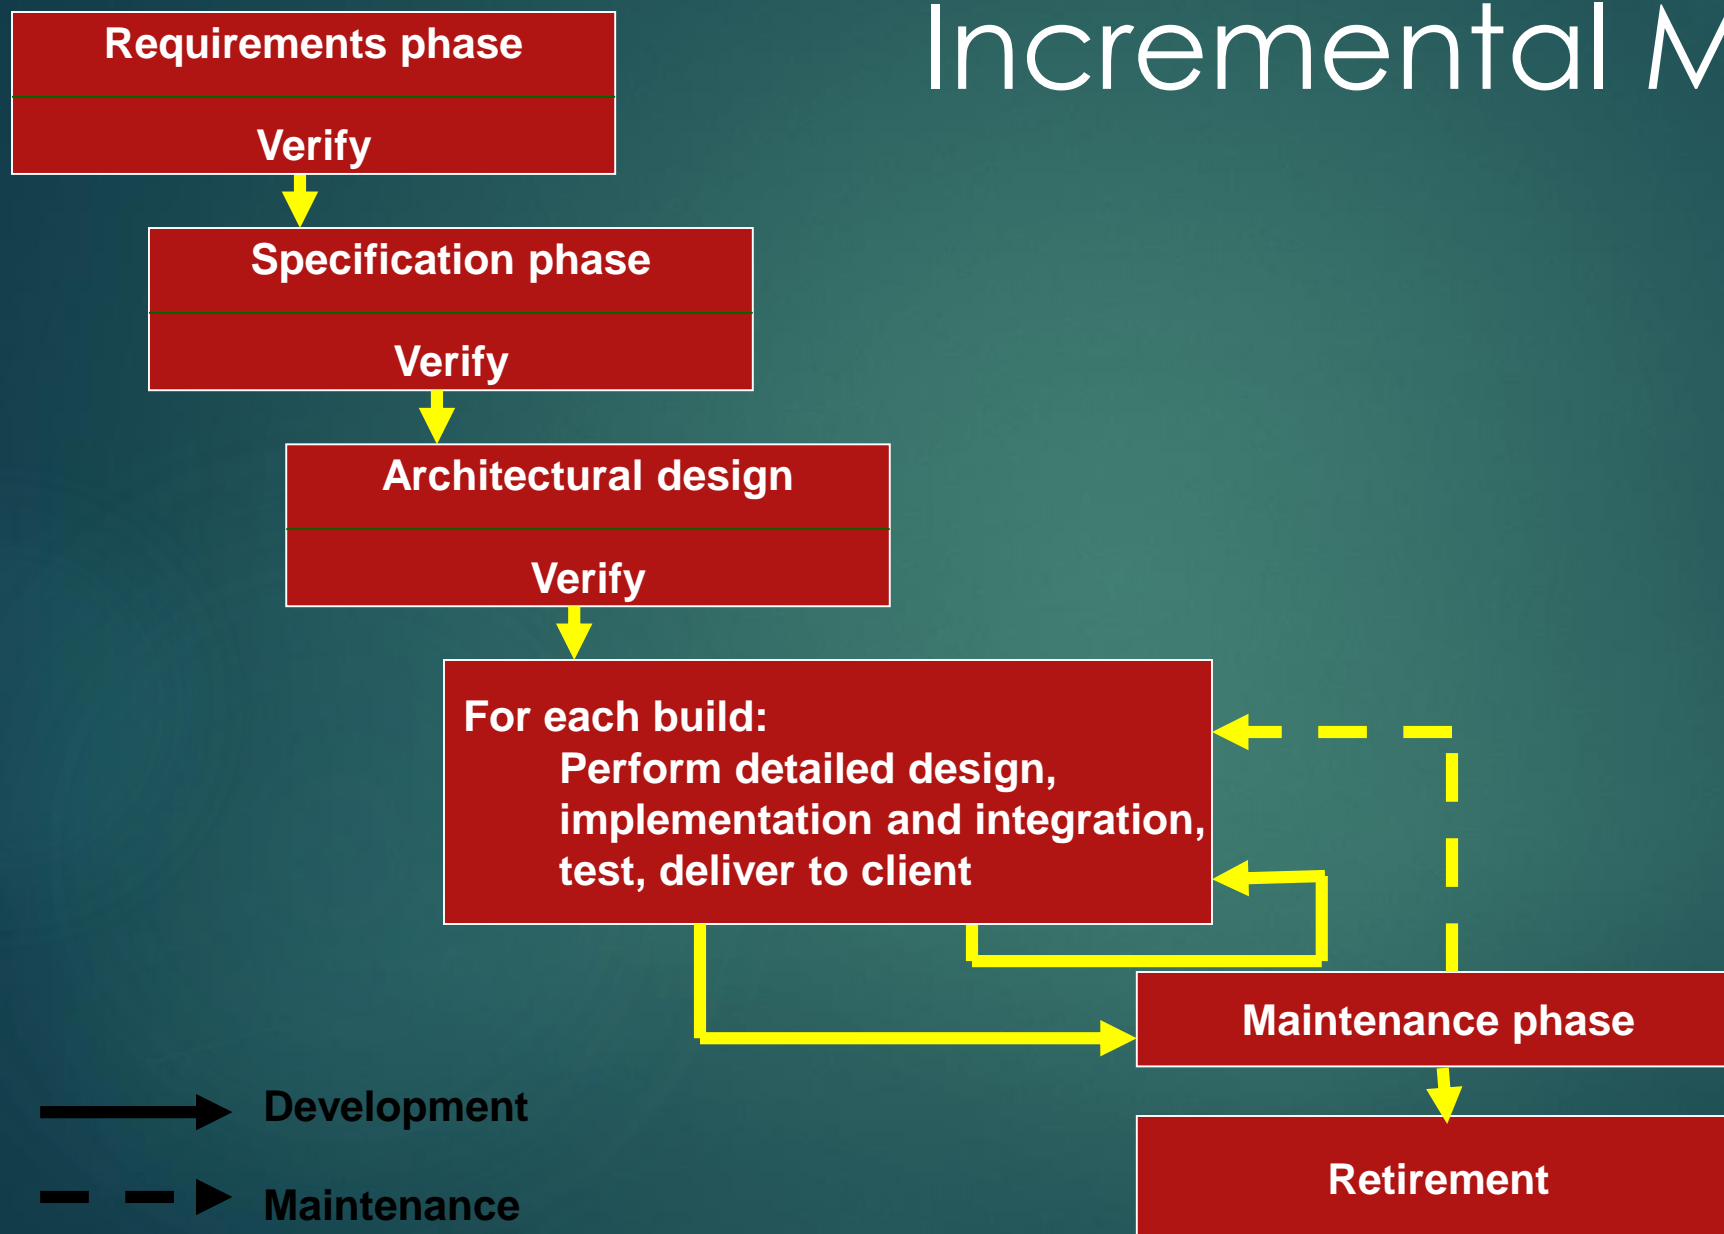 Incremental M
Requirements phase
Verify
Specification phase
Verify
Architectural design
Verify
For each build:
Perform detailed design,
implementation and integration,
test, deliver to client
Maintenance phase
Development
Retirement
Maintenance